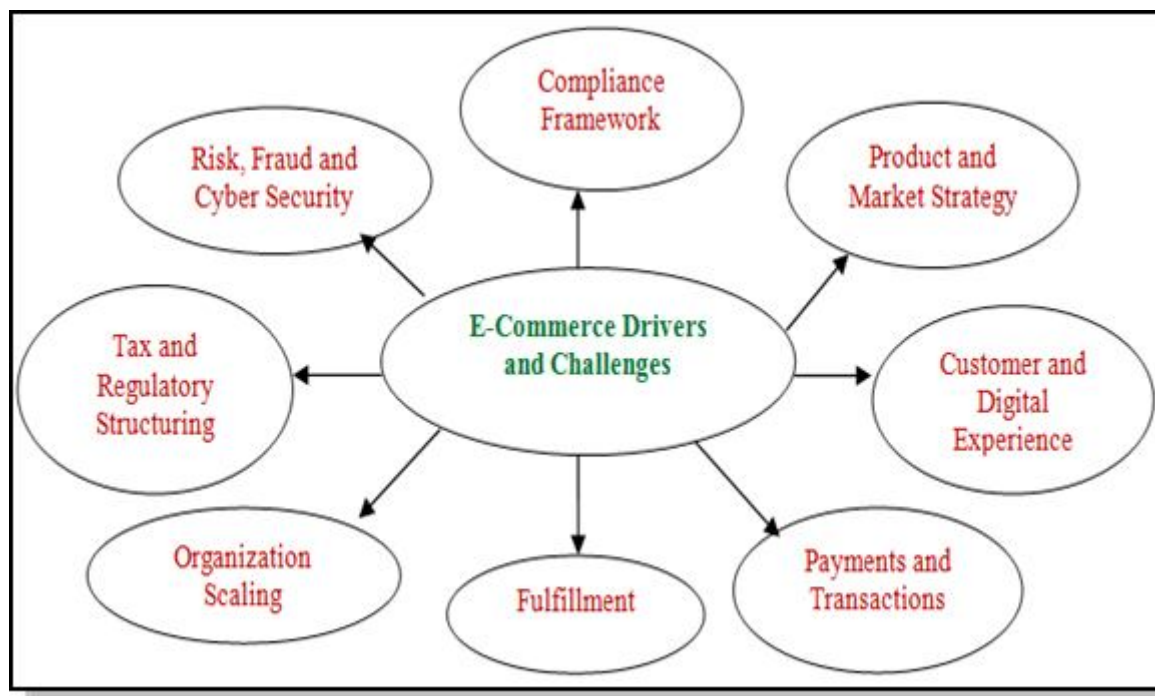 Compliance
Framework
Risk, Fraud and
Cyber Security
Product and
Market Strategy
E-Commerce Drivers
and Challenges
Tax and
Regulatory
Structuring
Customer and
Digital
Experience
Organization
Scaling
Fulfillment
Payments and
Transactions